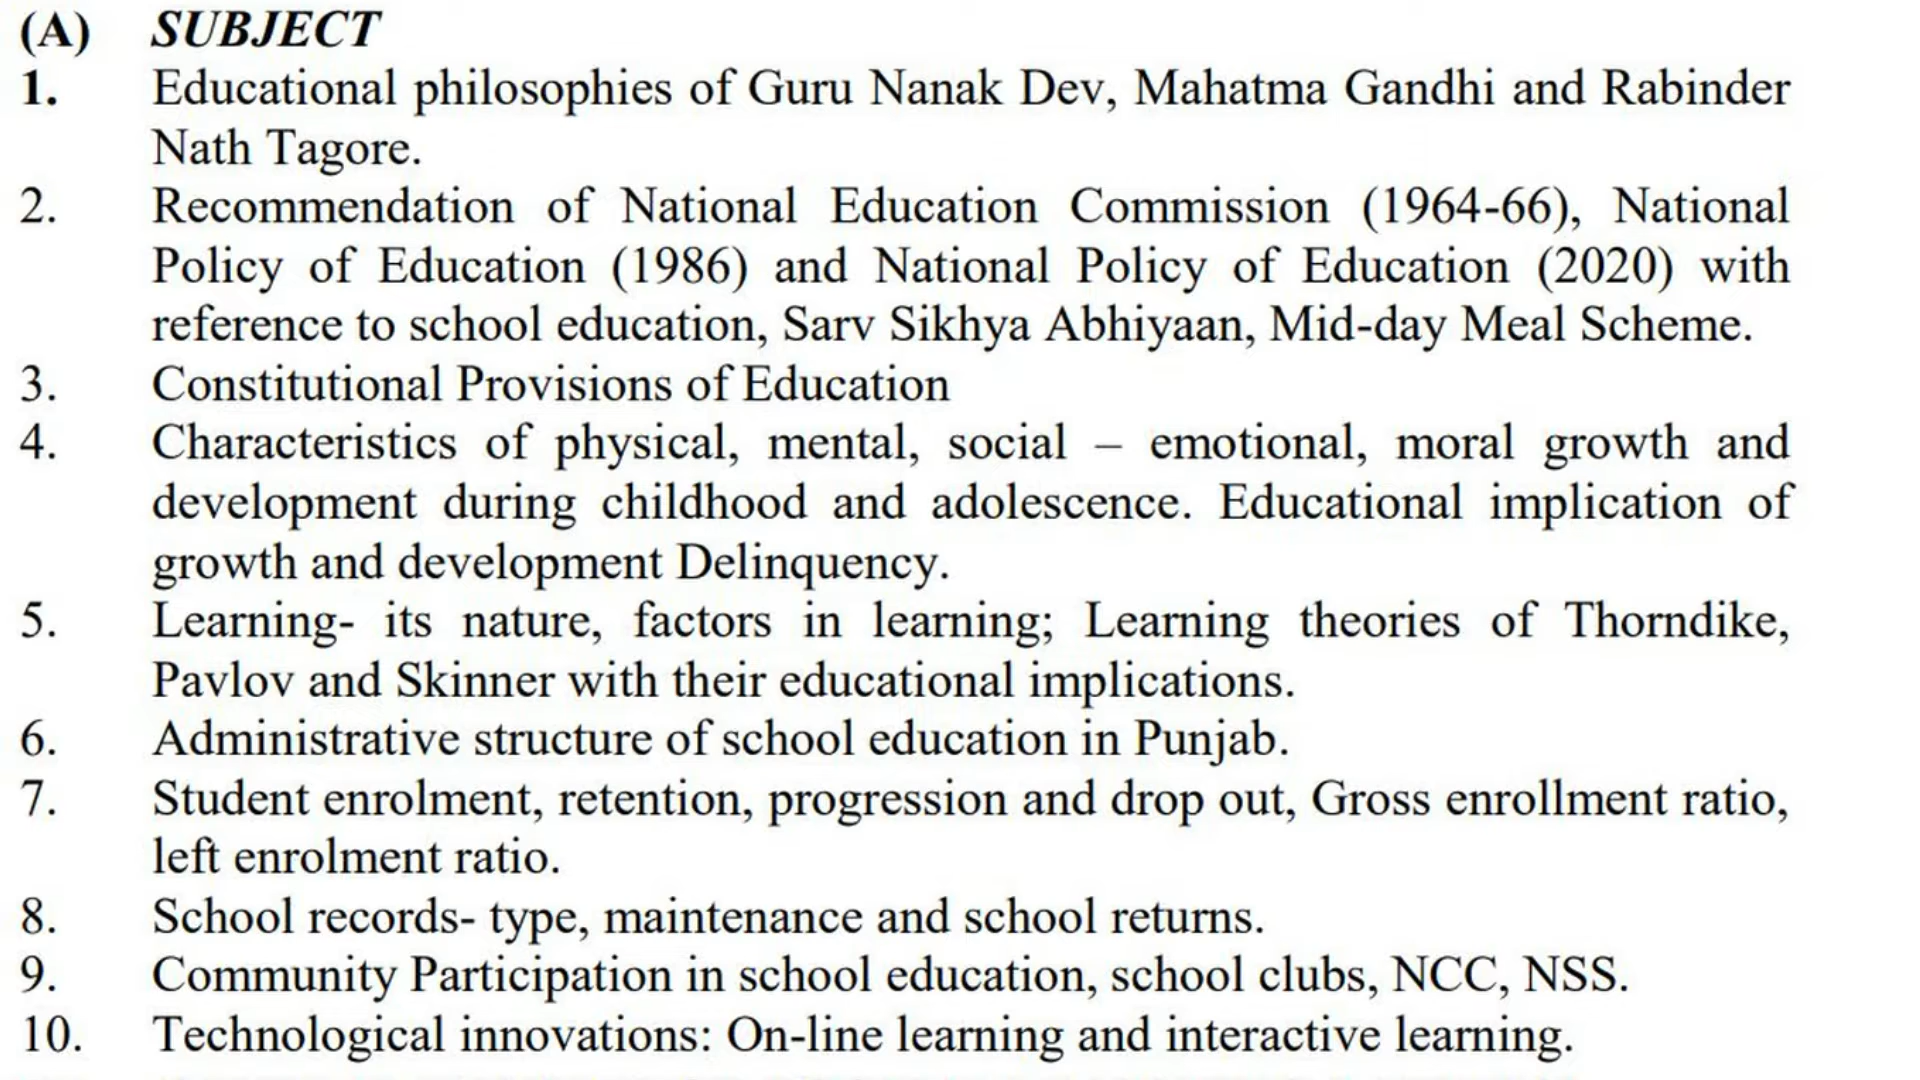 (A) SUBJECT
1. Educational philosophies of Guru Nanak Dev, Mahatma Gandhi and Rabinder
Nath Tagore.
2. Recommendation of National Education Commission (1964-66), National
Policy of Education (1986) and National Policy of Education (2020) with
reference to school education, Sarv Sikhya Abhiyaan, Mid-day Meal Scheme.
3. Constitutional Provisions of Education
4. Characteristics of physical, mental, social – emotional, moral growth and
development during childhood and adolescence. Educational implication of
growth and development Delinquency.
5. Learning- its nature, factors in learning; Learning theories of Thorndike,
Pavlov and Skinner with their educational implications.
6. Administrative structure of school education in Punjab.
7. Student enrolment, retention, progression and drop out, Gross enrollment ratio,
left enrolment ratio.
8. School records- type, maintenance and school returns.
9. Community Participation in school education, school clubs, NCC, NSS.
10. Technological innovations: On-line learning and interactive learning.